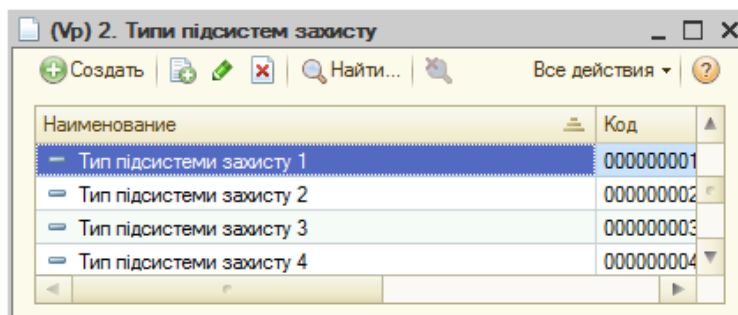 (Vp) 2. Типи підсистем захисту
Создать Найти... Все действия
Наименование Код
Тип підсистеми захисту 1 000000001
Тип підсистеми захисту 2 000000002
Тип підсистеми захисту 3 000000003
Тип підсистеми захисту 4 000000004